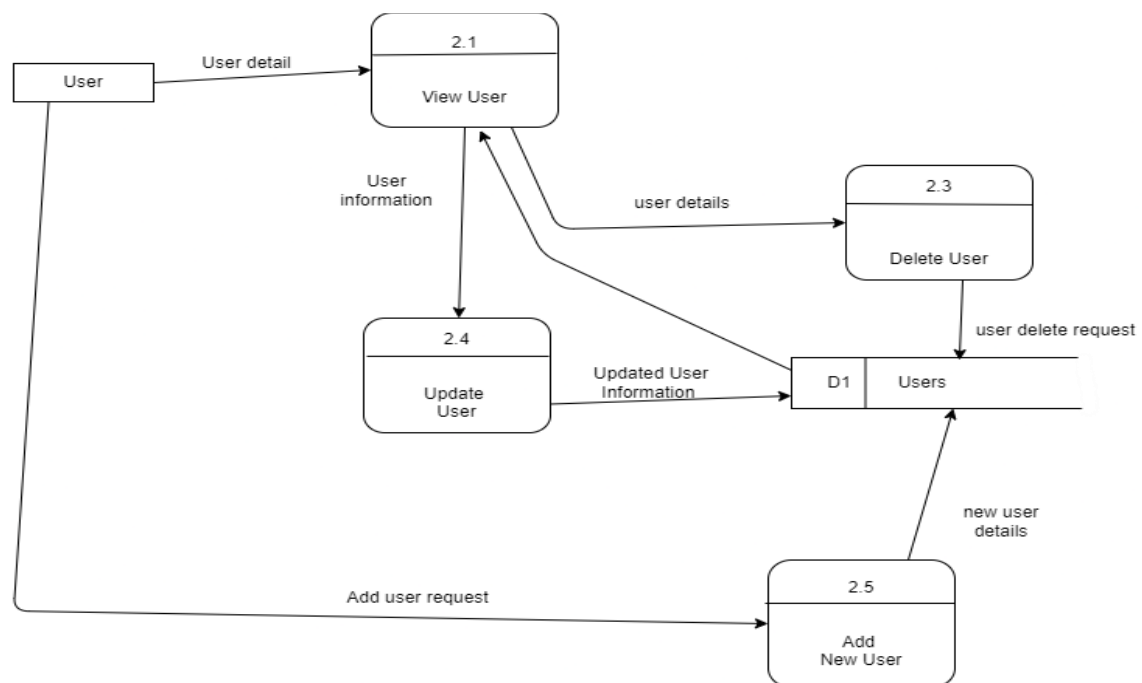 2.1
User detail
User
View User
User
information
2.3
user details
Delete User
2.4
user delete request
Updated User
Information
D1
Users
Update
User
new user
details
2.5
Add user request
Add
New User